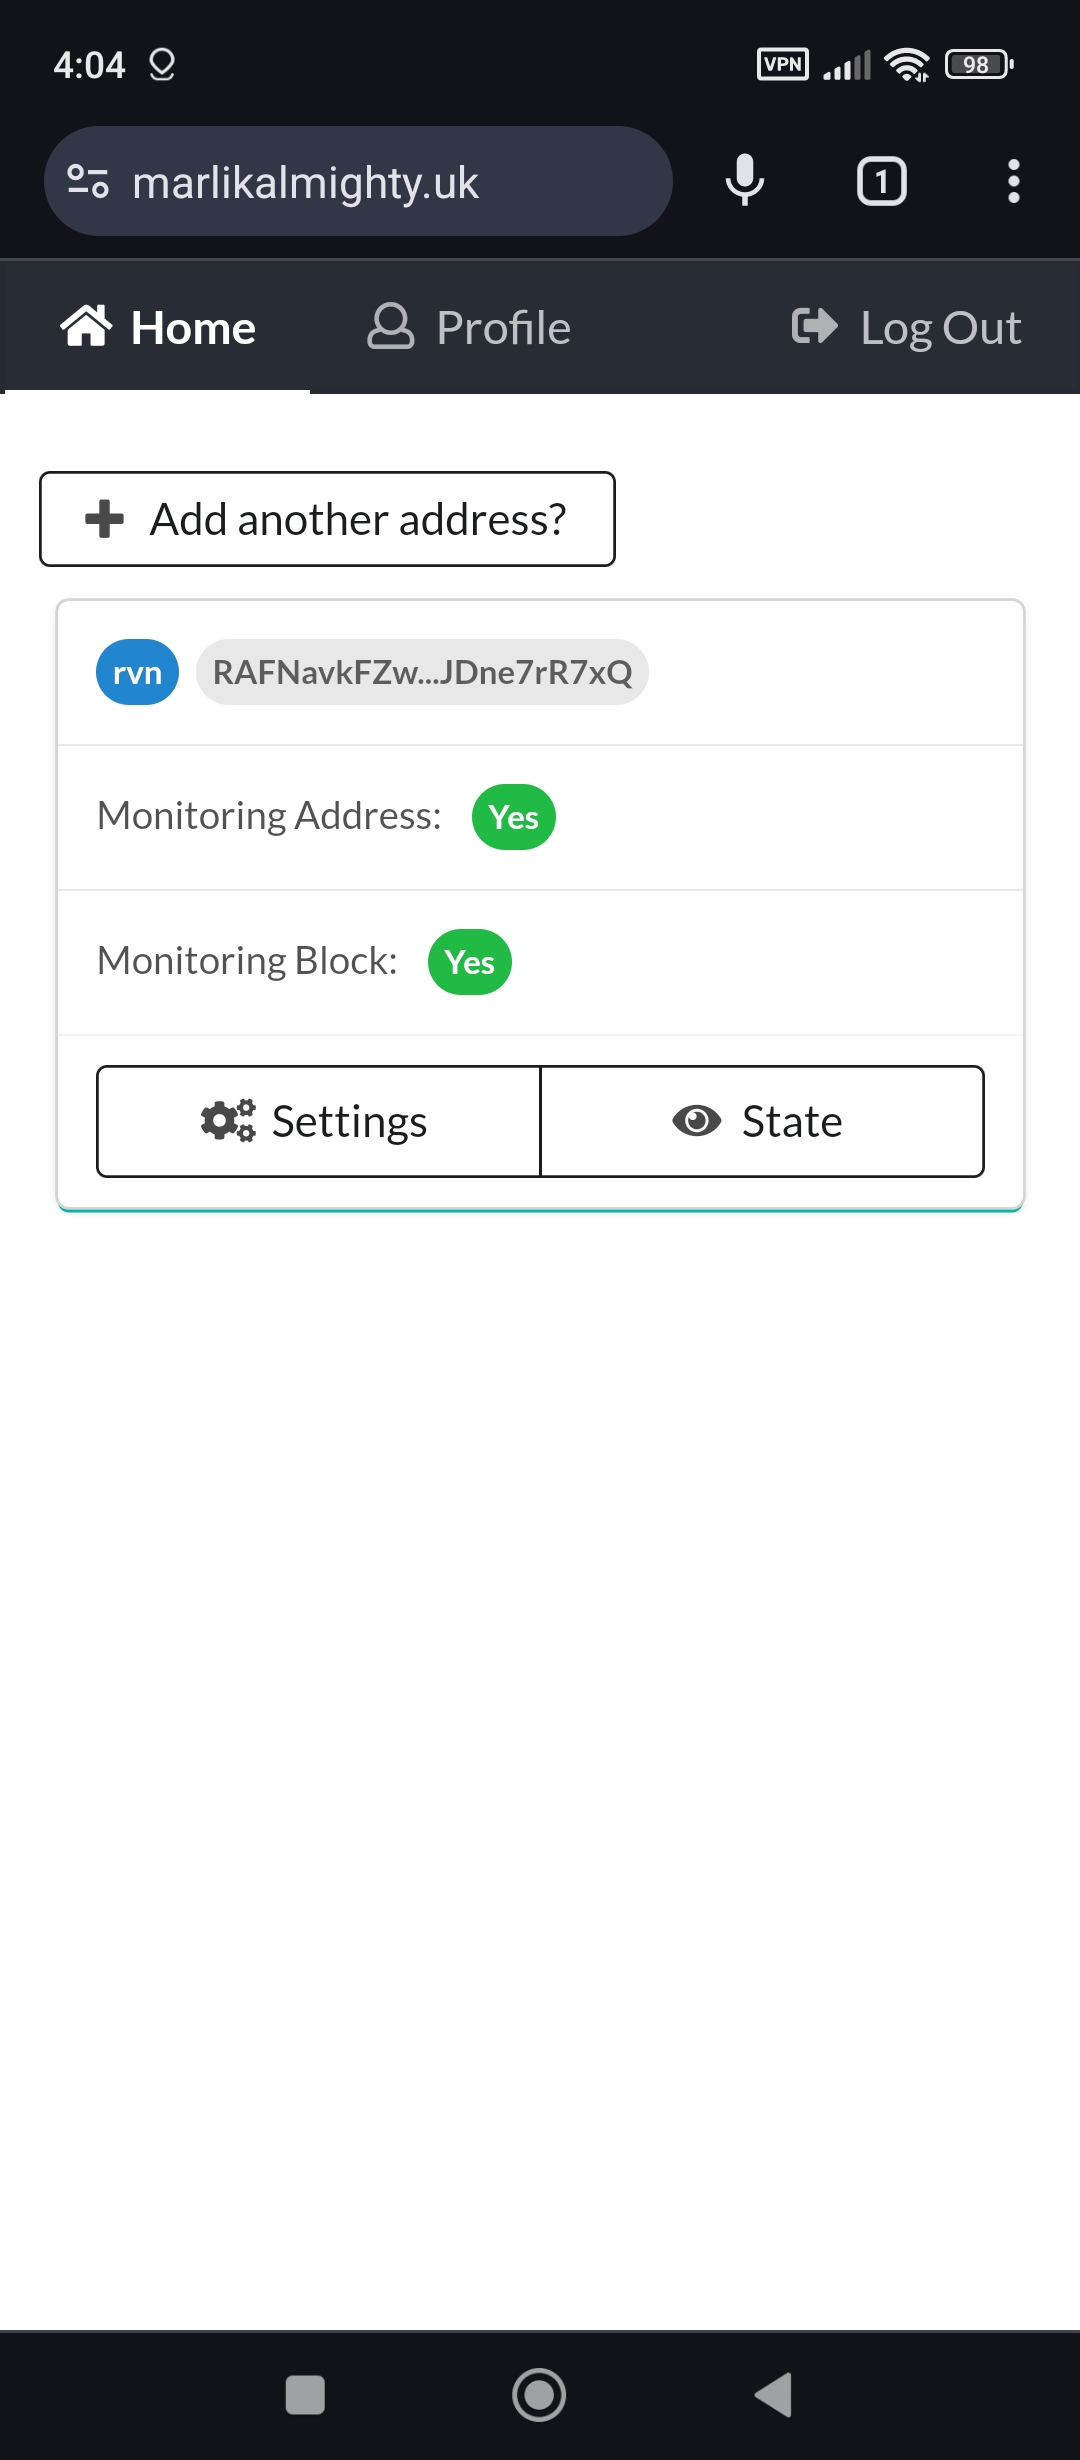 4:04 VPN 98
marlikalmighty.uk 1
Home Profile Log Out
Add another address?
rvn RAFNavkFZw...JDne7rR7xQ
Monitoring Address: Yes
Monitoring Block: Yes
Settings State